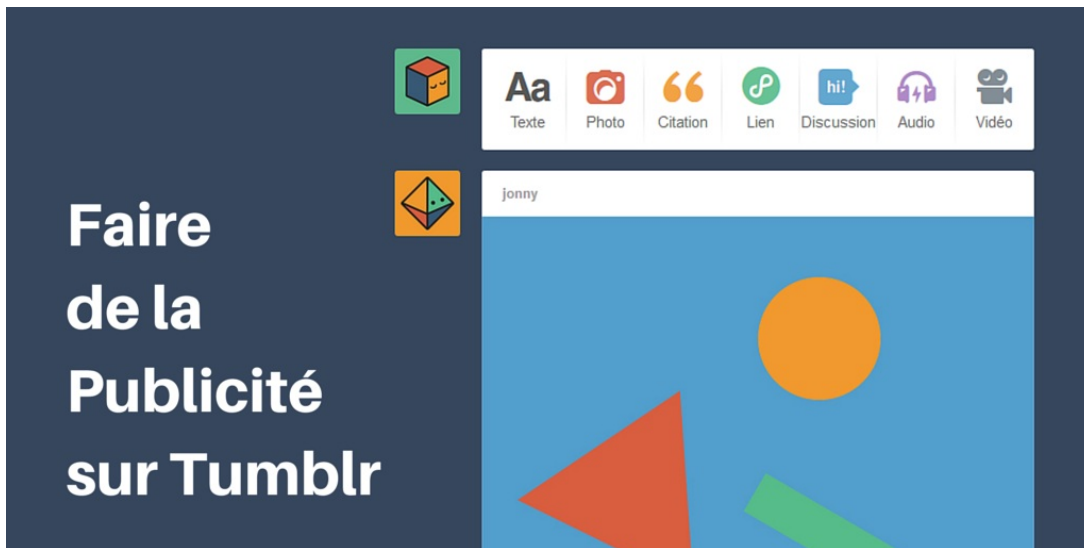 Aa
hi!
Texte Photo Citation Lien Discussion Audio Vidéo
jonny
Faire
de la
Publicité
sur Tumblr